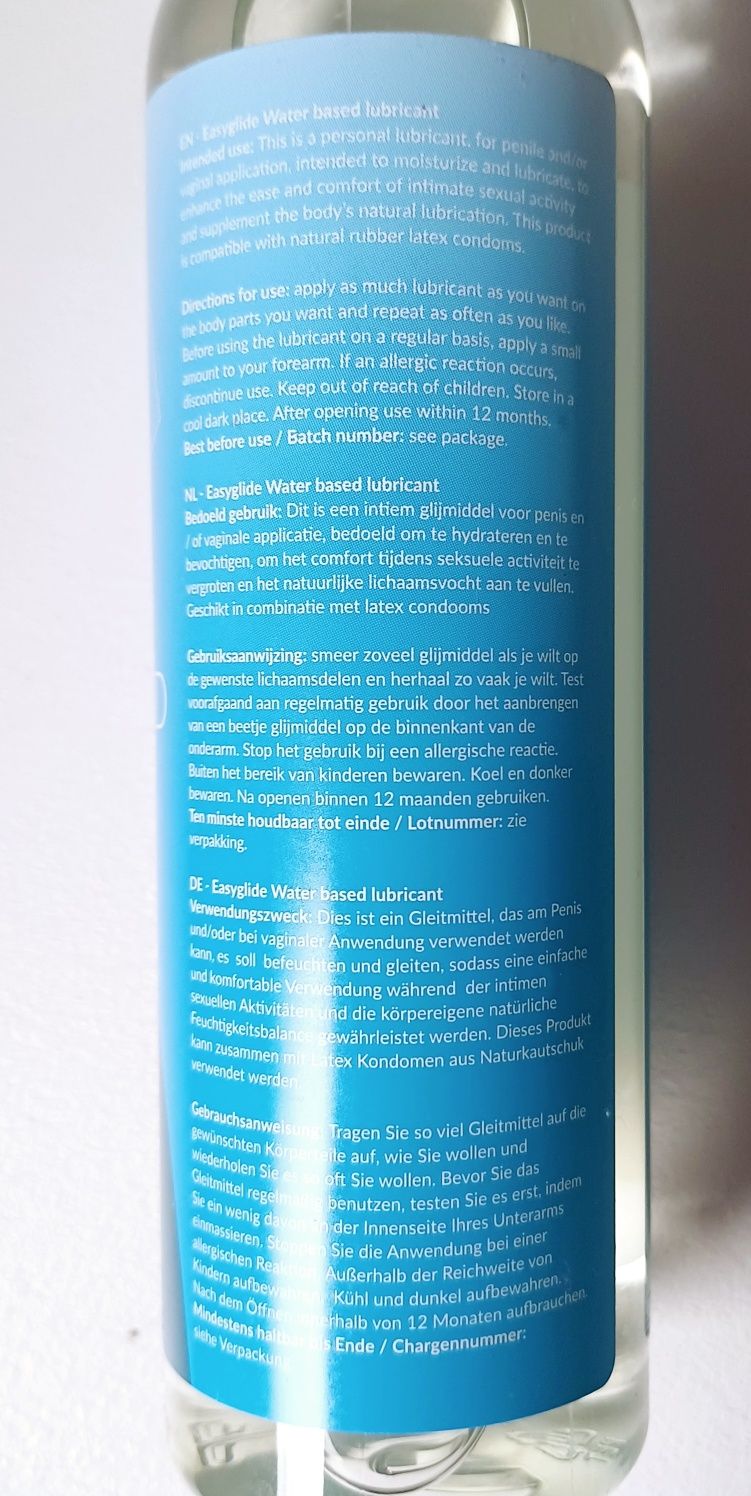 EN - Easyglide Water based lubricant
Intended use: This is a personal lubricant, for penile and/or
vaginal application, intended to moisturize and lubricate, to
enhance the ease and comfort of intimate sexual activity
and supplement the body's natural lubrication. This product
is compatible with natural rubber latex condoms.
Directions for use: apply as much lubricant as you want on
the body parts you want and repeat as often as you like.
Before using the lubricant on a regular basis, apply a small
amount to your forearm. If an allergic reaction occurs,
discontinue use. Keep out of reach of children. Store in a
cool dark place. After opening use within 12 months.
Best before use / Batch number: see package.
NL - Easyglide Water based lubricant
Bedoeld gebruik: Dit is een intiem glijmiddel voor penis en
/ of vaginale applicatie, bedoeld om te hydrateren en te
bevochtigen, om het comfort tijdens seksuele activiteit te
vergroten en het natuurlijke lichaamsvocht aan te vullen.
Geschikt in combinatie met latex condooms
Gebruiksaanwijzing: smeer zoveel glijmiddel als je wilt op
de gewenste lichaamsdelen en herhaal zo vaak je wilt. Test
voorafgaand aan regelmatig gebruik door het aanbrengen
van een beetje glijmiddel op de binnenkant van de
onderarm. Stop het gebruik bij een allergische reactie.
Buiten het bereik van kinderen bewaren. Koel en donker
bewaren. Na openen binnen 12 maanden gebruiken.
Ten minste houdbaar tot einde / Lotnummer: zie
verpakking.
DE - Easyglide Water based lubricant
Verwendungszweck: Dies ist ein Gleitmittel, das am Penis
und/oder bei vaginaler Anwendung verwendet werden
kann, es soll befeuchten und gleiten, sodass eine einfache
und komfortable Verwendung während der intimen
sexuellen Aktivitäten und die körpereigene natürliche
Feuchtigkeitsbalance gewährleistet werden. Dieses Produkt
kann zusammen mit Latex Kondomen aus Naturkautschuk
verwendet werden.
Gebrauchsanweisung: Tragen Sie so viel Gleitmittel auf die
gewünschten Körperteile auf, wie Sie wollen und
wiederholen Sie es so oft Sie wollen. Bevor Sie das
Gleitmittel regelmäßig benutzen, testen Sie es erst, indem
Sie ein wenig davon in der Innenseite Ihres Unterarms
einmassieren. Stoppen Sie die Anwendung bei einer
allergischen Reaktion. Außerhalb der Reichweite von
Kindern aufbewahren. Kühl und dunkel aufbewahren.
Nach dem Öffnen innerhalb von 12 Monaten aufbrauchen.
Mindestens haltbar bis Ende / Chargennummer:
siehe Verpackung